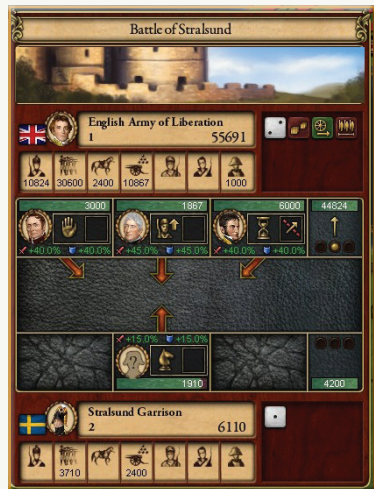 Battle of Stralsund
English Army of Liberation
1 55691
10824 30600 2400 10867 1000
3000 1867 6000 44824
+40.0% +40.0% +45.0% +45.0% +40.0% +40.0%
+15.0% +15.0%
1910 4200
Stralsund Garrison
2 6110
3710 2400